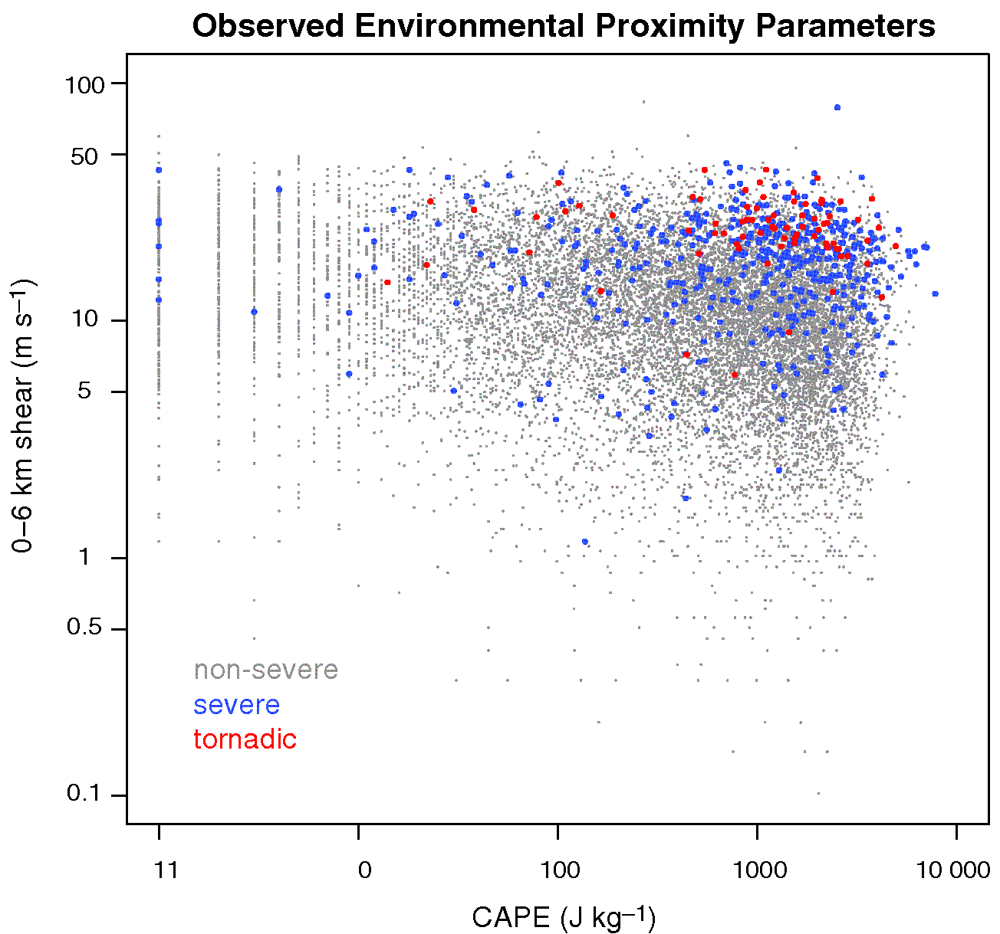 Observed Environmental Proximity Parameters
100
50
10
5
1
0.5
0.1
0–6 km shear (m s–1)
non-severe
severe
tornadic
11 0 100 1000 10 000
CAPE (J kg–1)